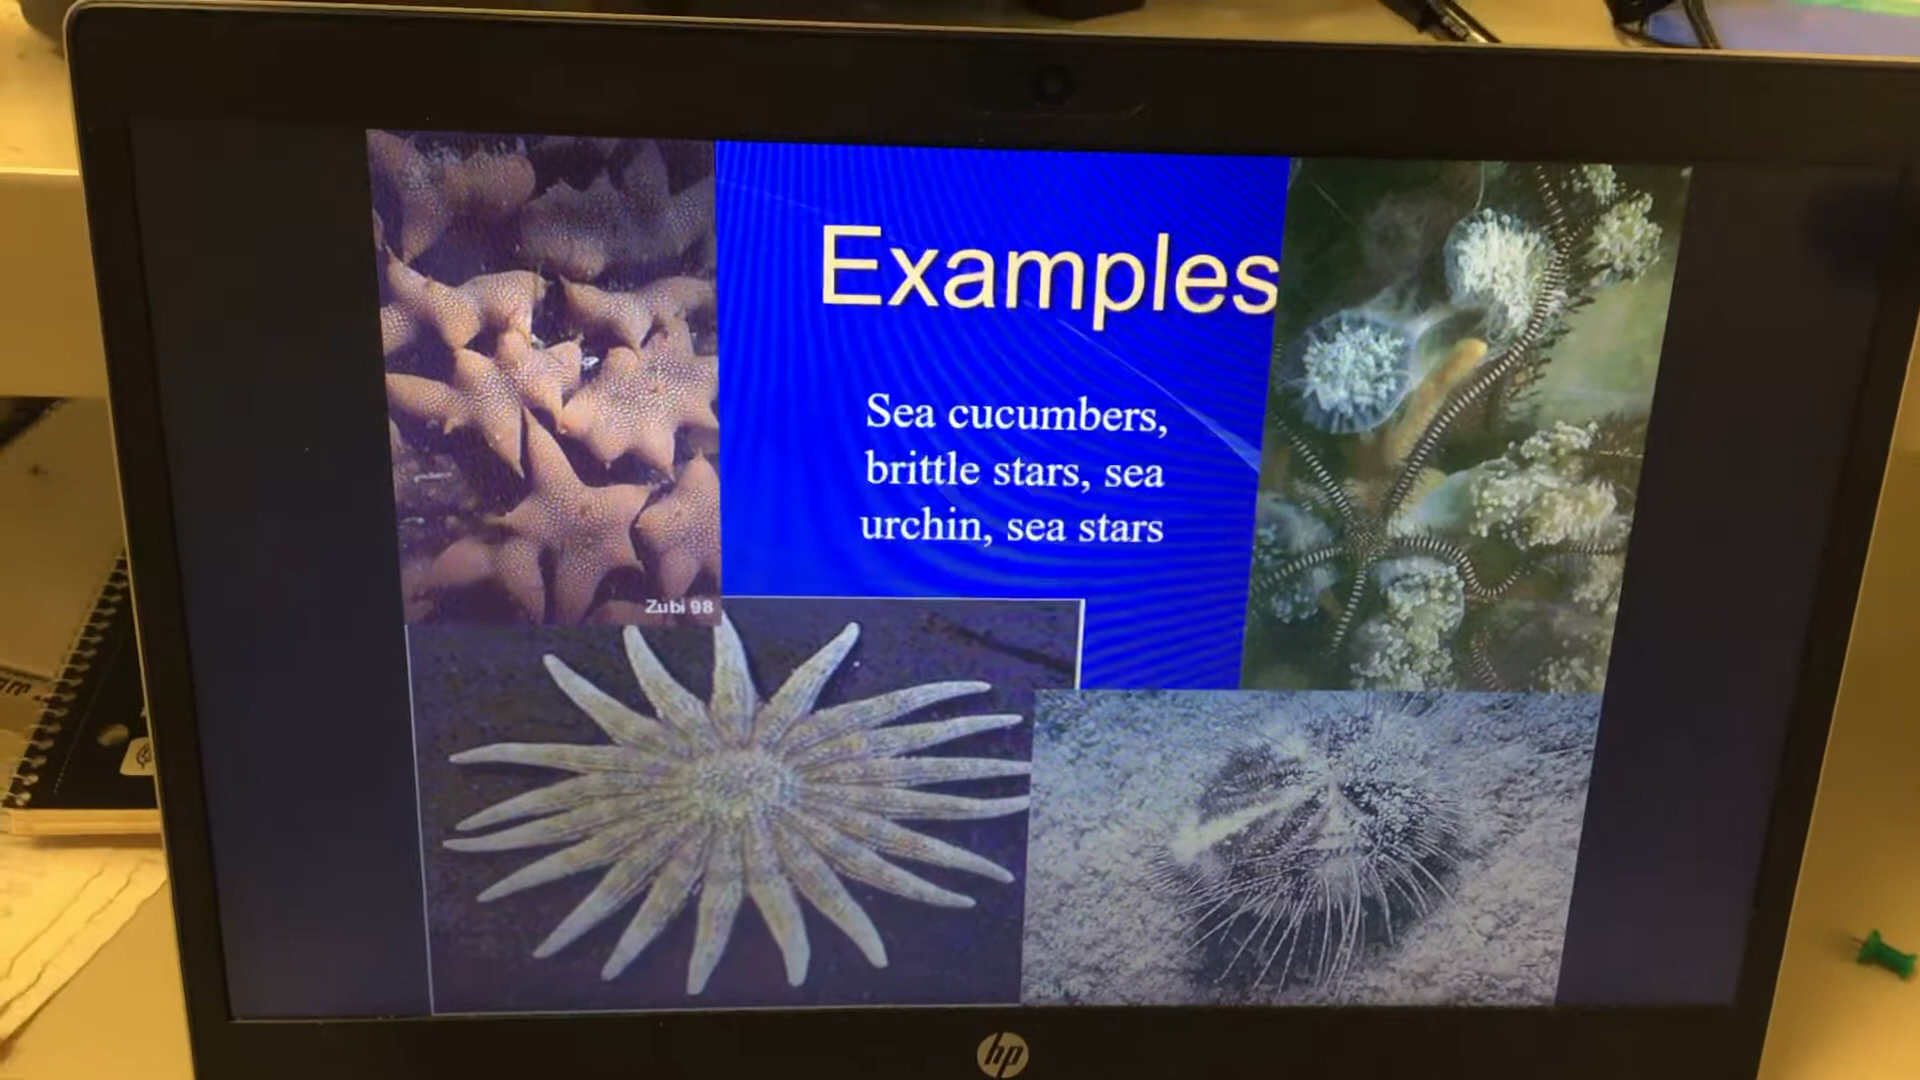 Examples
Sea cucumbers,
brittle stars, sea
urchin, sea stars
Zubi 98
hp